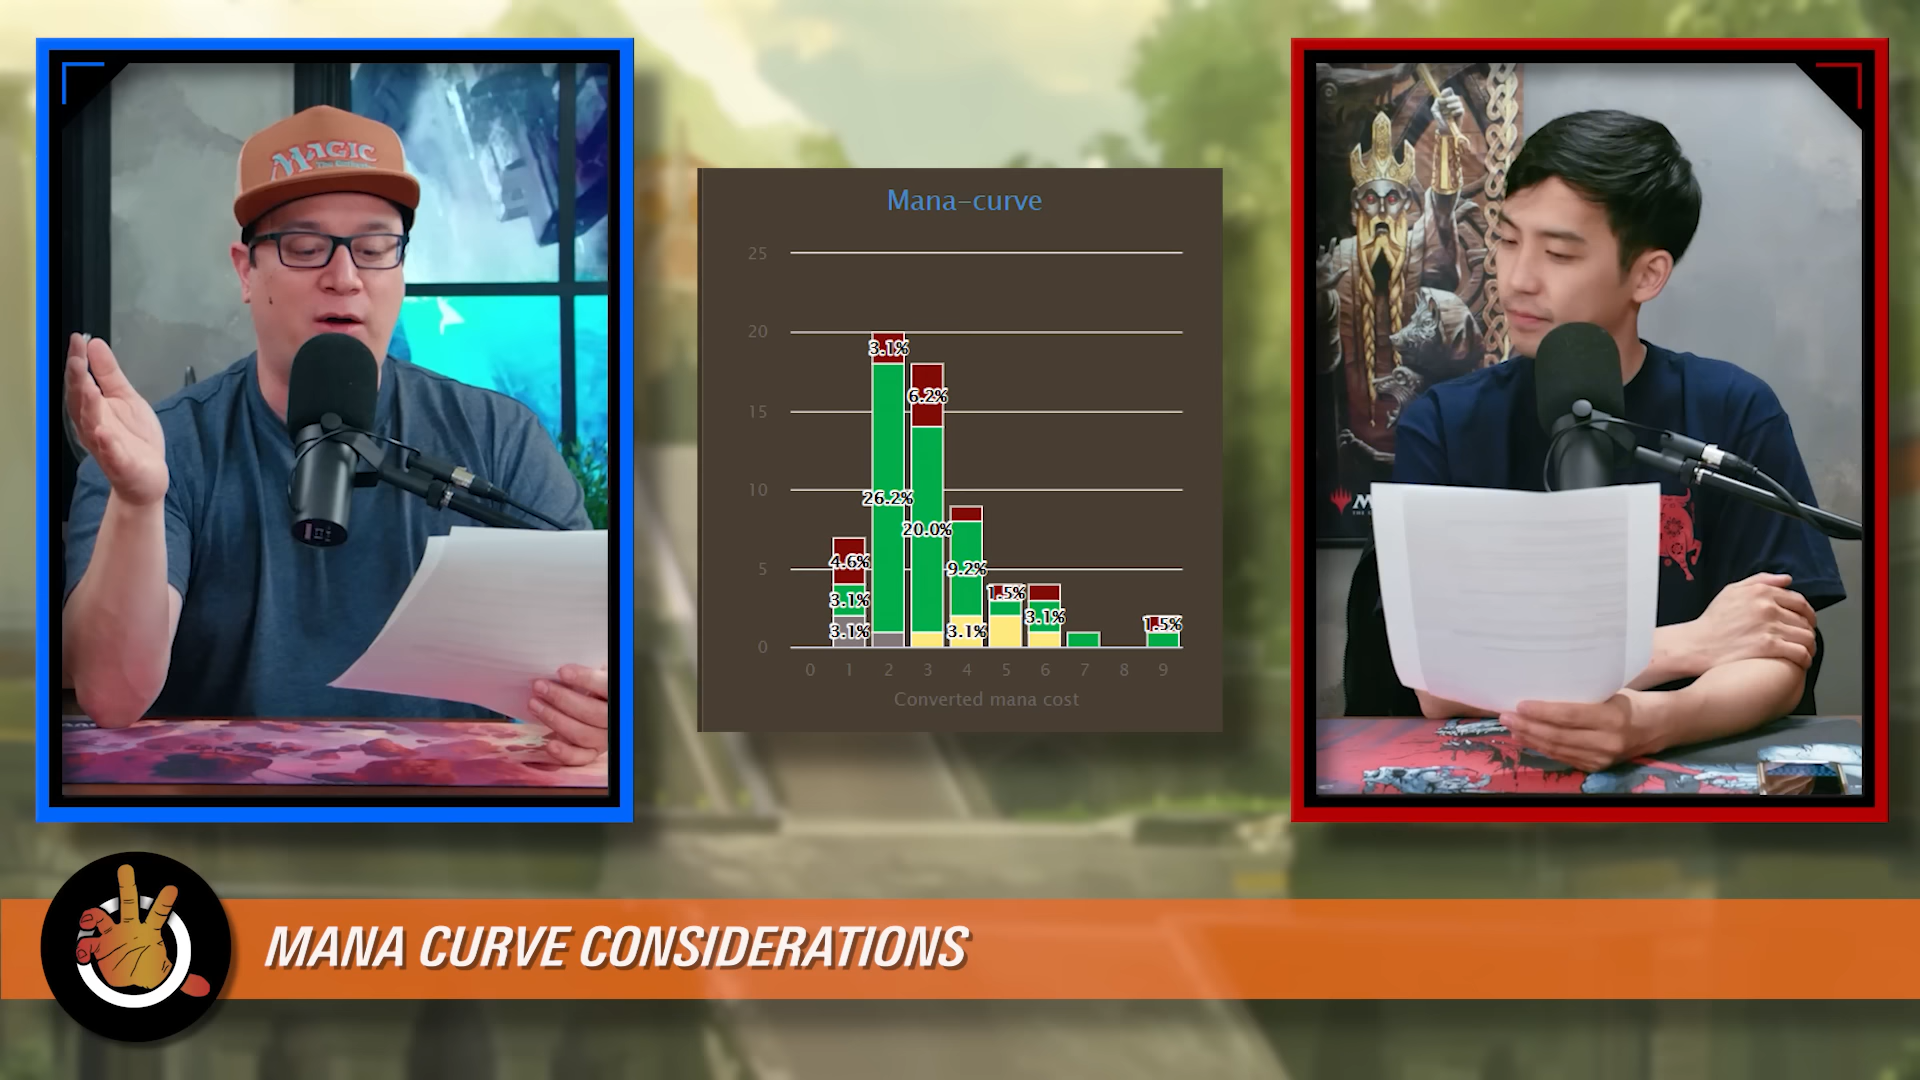 MAGIC
The Gathering
Mana-curve
25
20
15
10
5
0
3.1%
6.2%
26.2%
20.0%
4.6%
9.2%
3.1%
1.5%
3.1%
3.1%
3.1%
1.5%
0 1 2 3 4 5 6 7 8 9
Converted mana cost
M
MANA CURVE CONSIDERATIONS